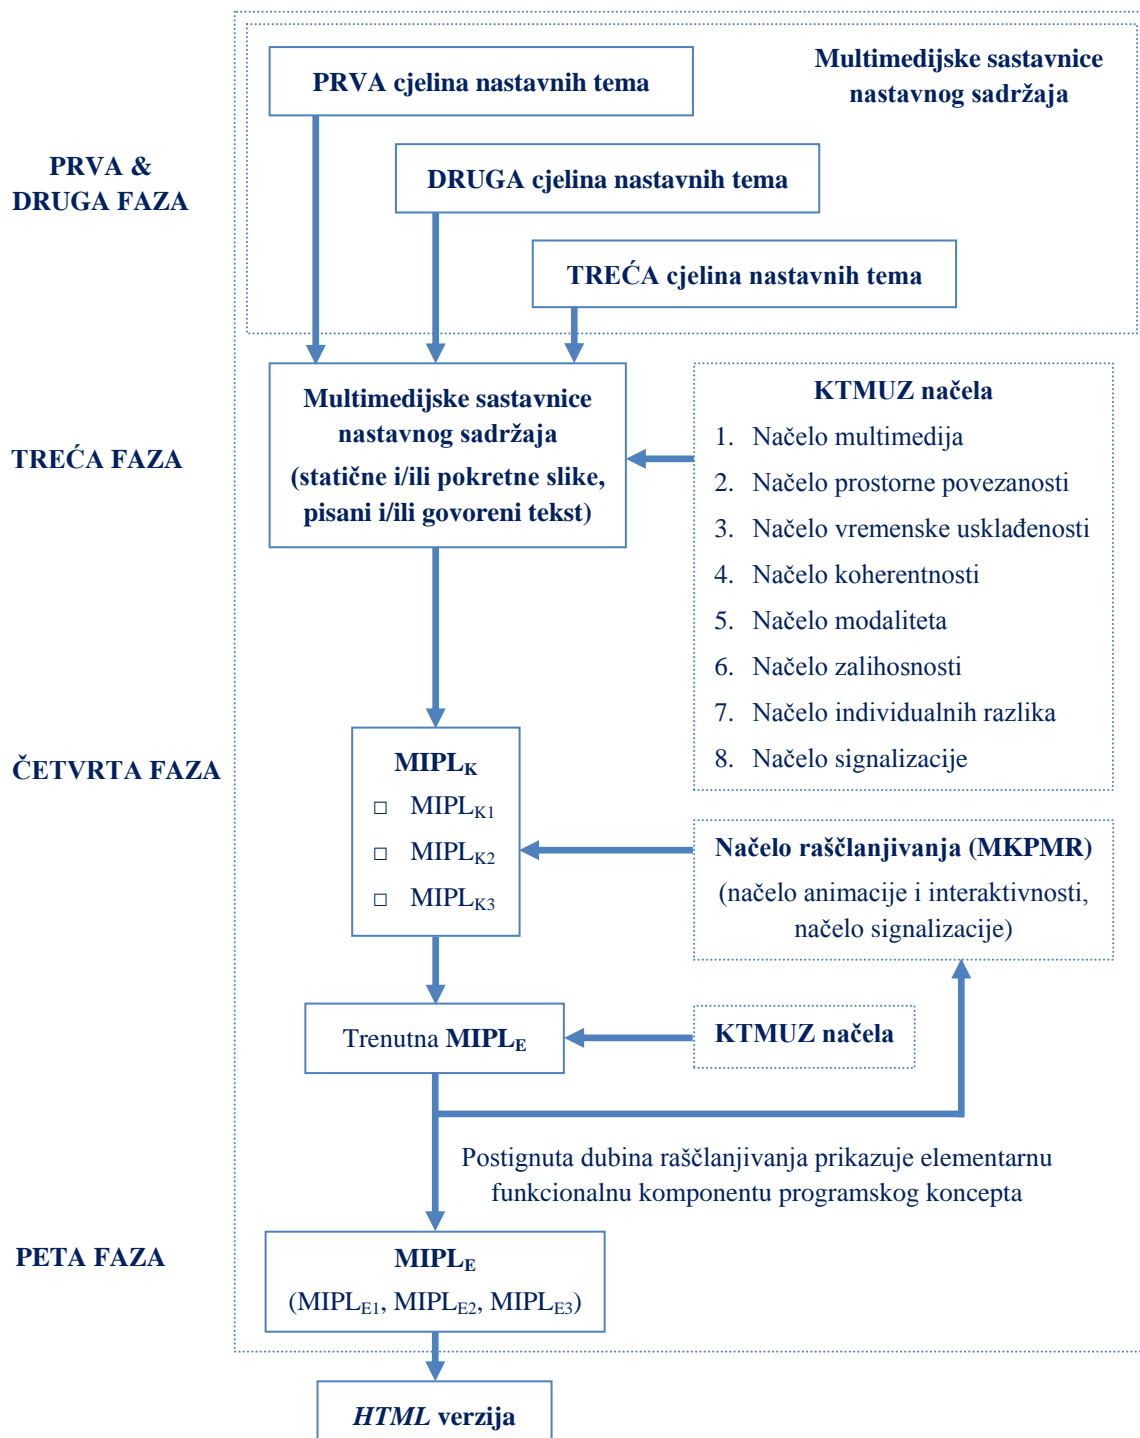 PRVA cjelina nastavnih tema
Multimedijske sastavnice
nastavnog sadržaja
PRVA &
DRUGA FAZA
DRUGA cjelina nastavnih tema
TREĆA cjelina nastavnih tema
TREĆA FAZA
Multimedijske sastavnice
nastavnog sadržaja
(statične i/ili pokretne slike,
pisani i/ili govoreni tekst)
KTMUZ načela
1. Načelo multimedija
2. Načelo prostorne povezanosti
3. Načelo vremenske usklađenosti
4. Načelo koherentnosti
5. Načelo modaliteta
6. Načelo zalihosnosti
7. Načelo individualnih razlika
8. Načelo signalizacije
ČETVRTA FAZA
MIPLK
□ MIPLK1
□ MIPLK2
□ MIPLK3
Načelo raščlanjivanja (MKPMR)
(načelo animacije i interaktivnosti,
načelo signalizacije)
Trenutna MIPLE
KTMUZ načela
Postignuta dubina raščlanjivanja prikazuje elementarnu
funkcionalnu komponentu programskog koncepta
PETA FAZA
MIPLE
(MIPLE1, MIPLE2, MIPLE3)
HTML verzija